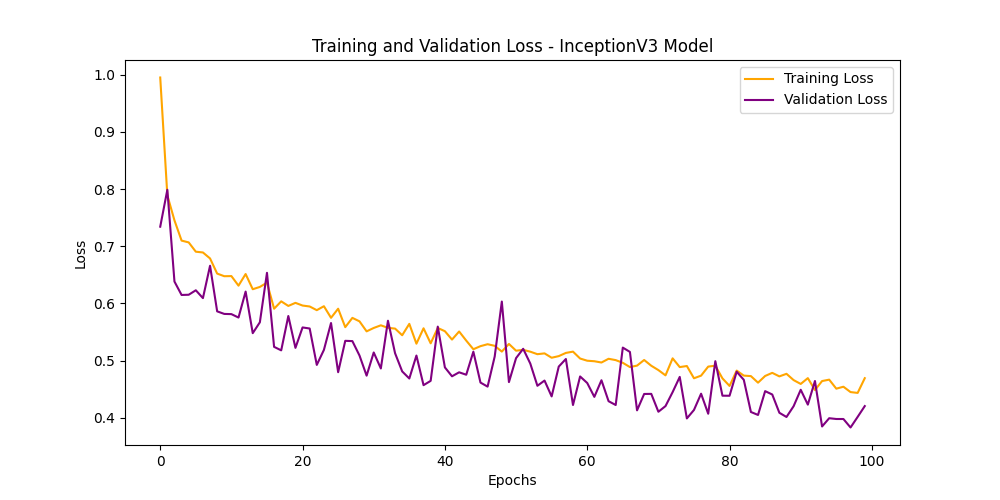 Training and Validation Loss - InceptionV3 Model
Training Loss
Validation Loss
1.0
0.9
0.8
0.7
0.6
0.5
0.4
Loss
0 20 40 60 80 100
Epochs